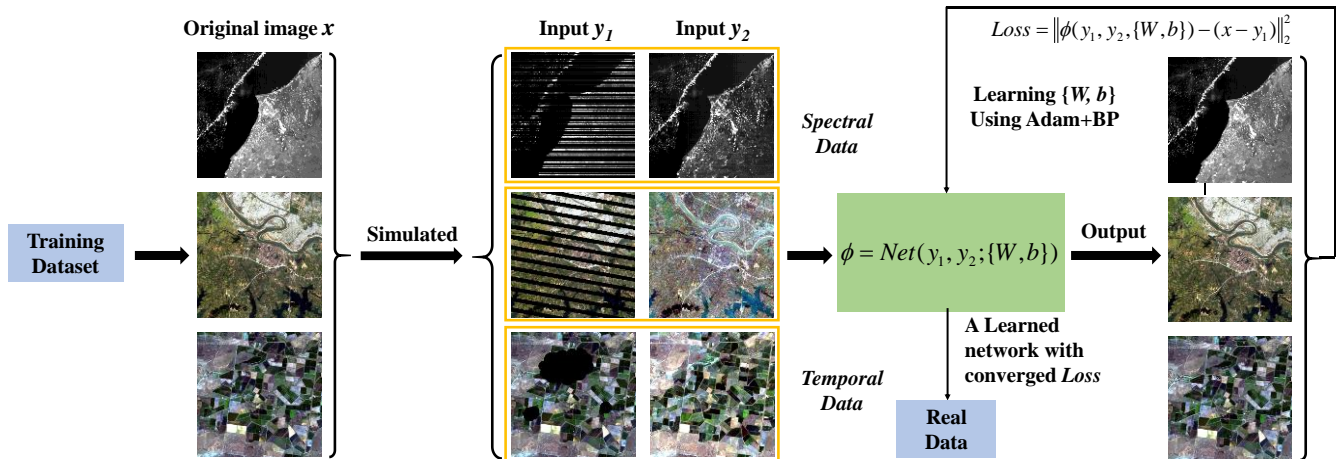 Original image x
Input y₁
Input y₂
Loss = ‖ϕ(y₁, y₂,{W,b})−(x−y₁)‖₂²
Learning {W, b}
Using Adam+BP
Spectral
Data
Training
Dataset
Simulated
ϕ = Net(y₁, y₂;{W,b})
Output
A Learned
network with
converged Loss
Temporal
Data
Real
Data